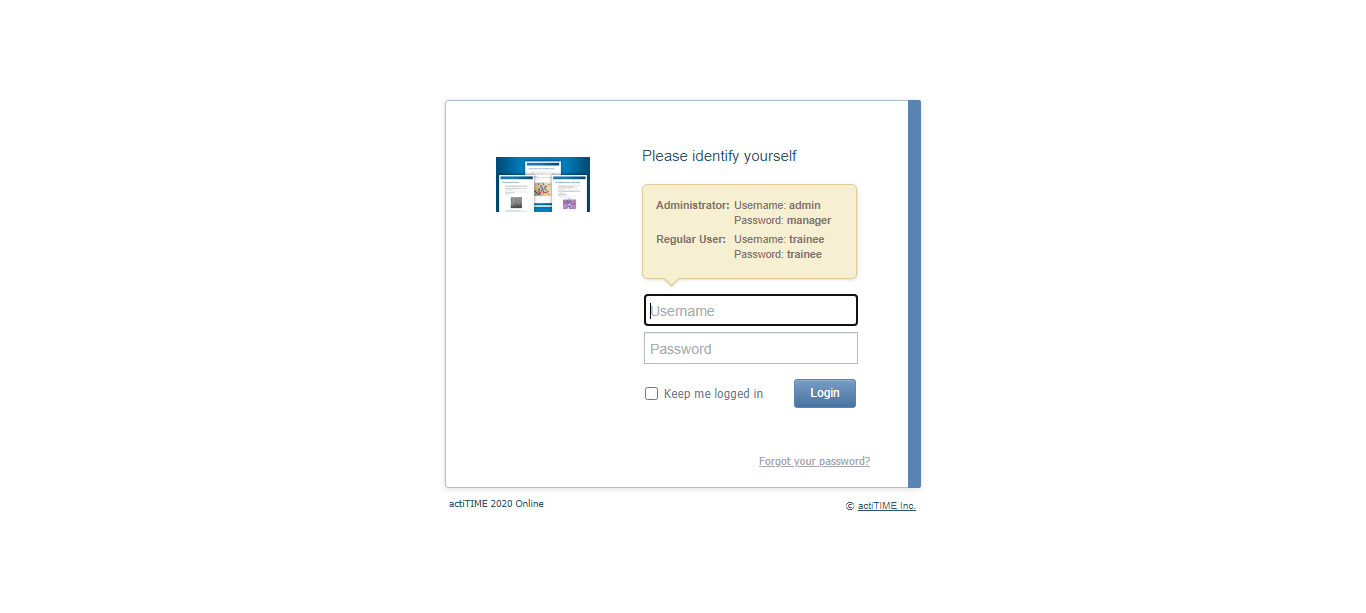 Please identify yourself
Administrator: Username: admin
Password: manager
Regular User: Username: trainee
Password: trainee
Username
Password
Keep me logged in
Login
Forgot your password?
actiTIME 2020 Online
© actiTIME Inc.